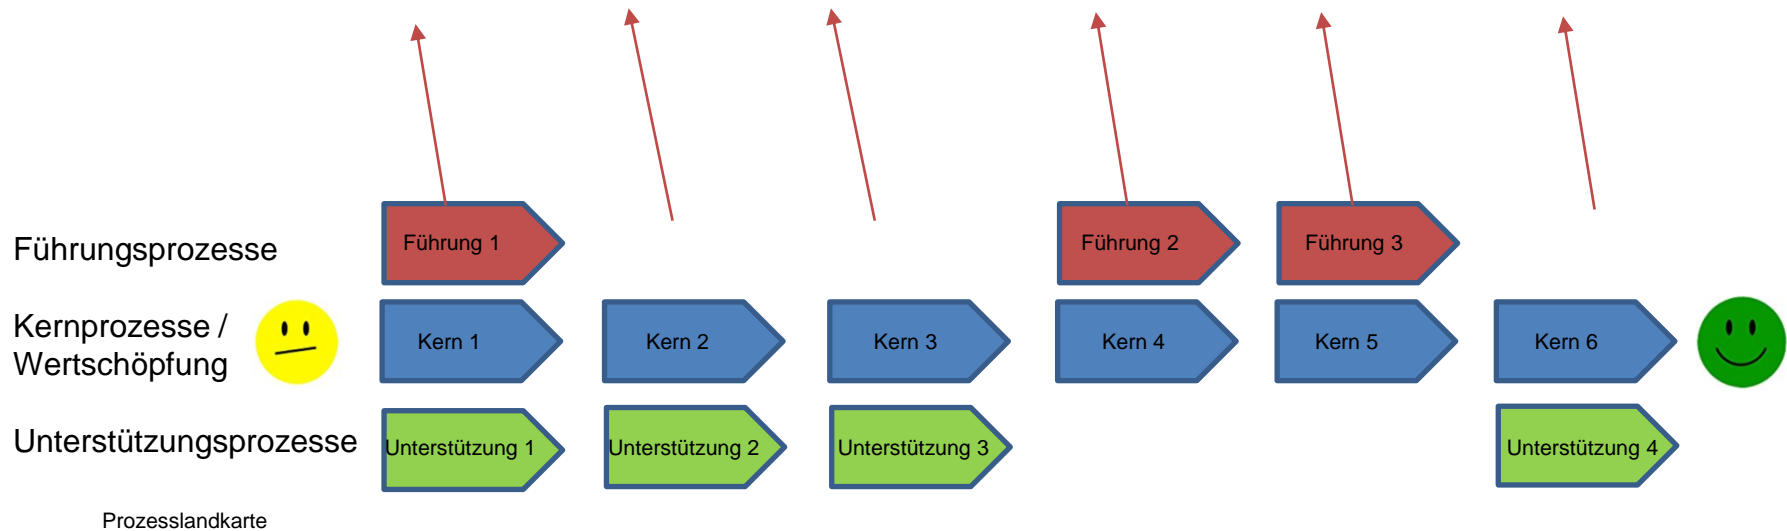 Führungsprozesse
Führung 1
Führung 2
Führung 3
Kernprozesse /
Wertschöpfung
Kern 1
Kern 2
Kern 3
Kern 4
Kern 5
Kern 6
Unterstützungsprozesse
Unterstützung 1
Unterstützung 2
Unterstützung 3
Unterstützung 4
Prozesslandkarte